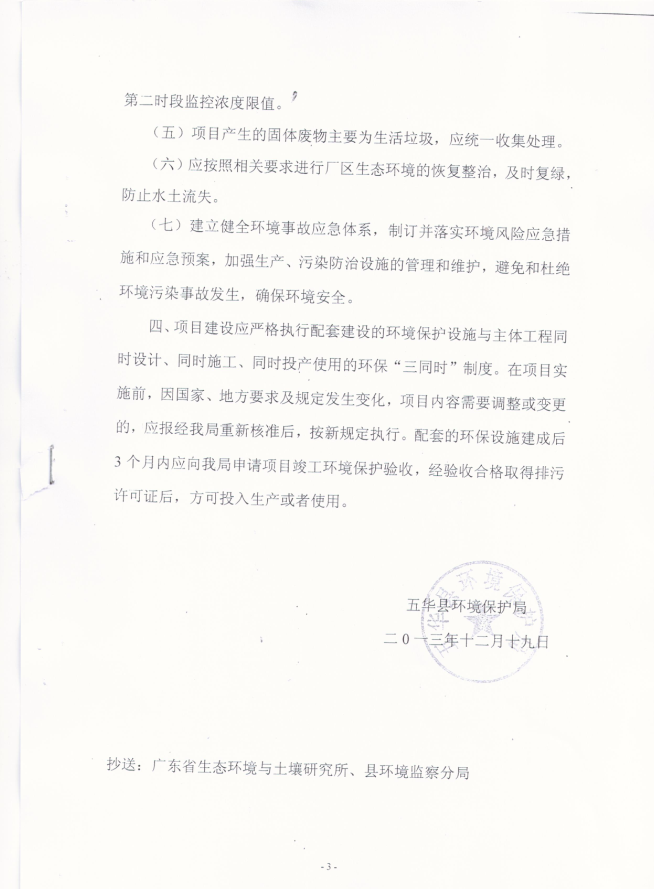 第二时段监控浓度限值。
（五）项目产生的固体废物主要为生活垃圾，应统一收集处理。
（六）应按照相关要求进行厂区生态环境的恢复整治，及时复绿，
防止水土流失。
（七）建立健全环境事故应急体系，制订并落实环境风险应急措
施和应急预案，加强生产、污染防治设施的管理和维护，避免和杜绝
环境污染事故发生，确保环境安全。
四、项目建设应严格执行配套建设的环境保护设施与主体工程同
时设计、同时施工、同时投产使用的环保“三同时”制度。在项目实
施前，因国家、地方要求及规定发生变化，项目内容需要调整或变更
的，应报经我局重新核准后，按新规定执行。配套的环保设施建成后
3 个月内应向我局申请项目竣工环境保护验收，经验收合格取得排污
许可证后，方可投入生产或者使用。
五华县环境保护局
五华县环境保护局
二0一三年十二月十九日
抄送：广东省生态环境与土壤研究所、县环境监察分局
- 3 -